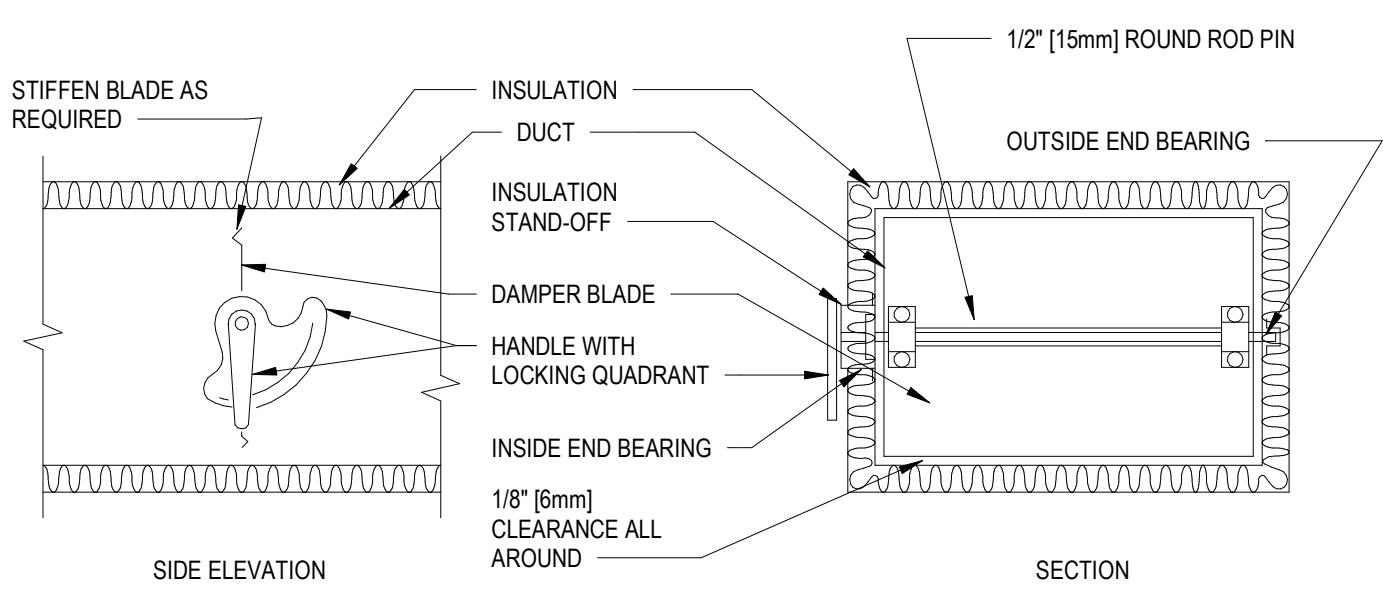 1/2" [15mm] ROUND ROD PIN
STIFFEN BLADE AS
REQUIRED
INSULATION
DUCT
OUTSIDE END BEARING
INSULATION
STAND-OFF
DAMPER BLADE
HANDLE WITH
LOCKING QUADRANT
INSIDE END BEARING
1/8" [6mm]
CLEARANCE ALL
AROUND
SIDE ELEVATION
SECTION